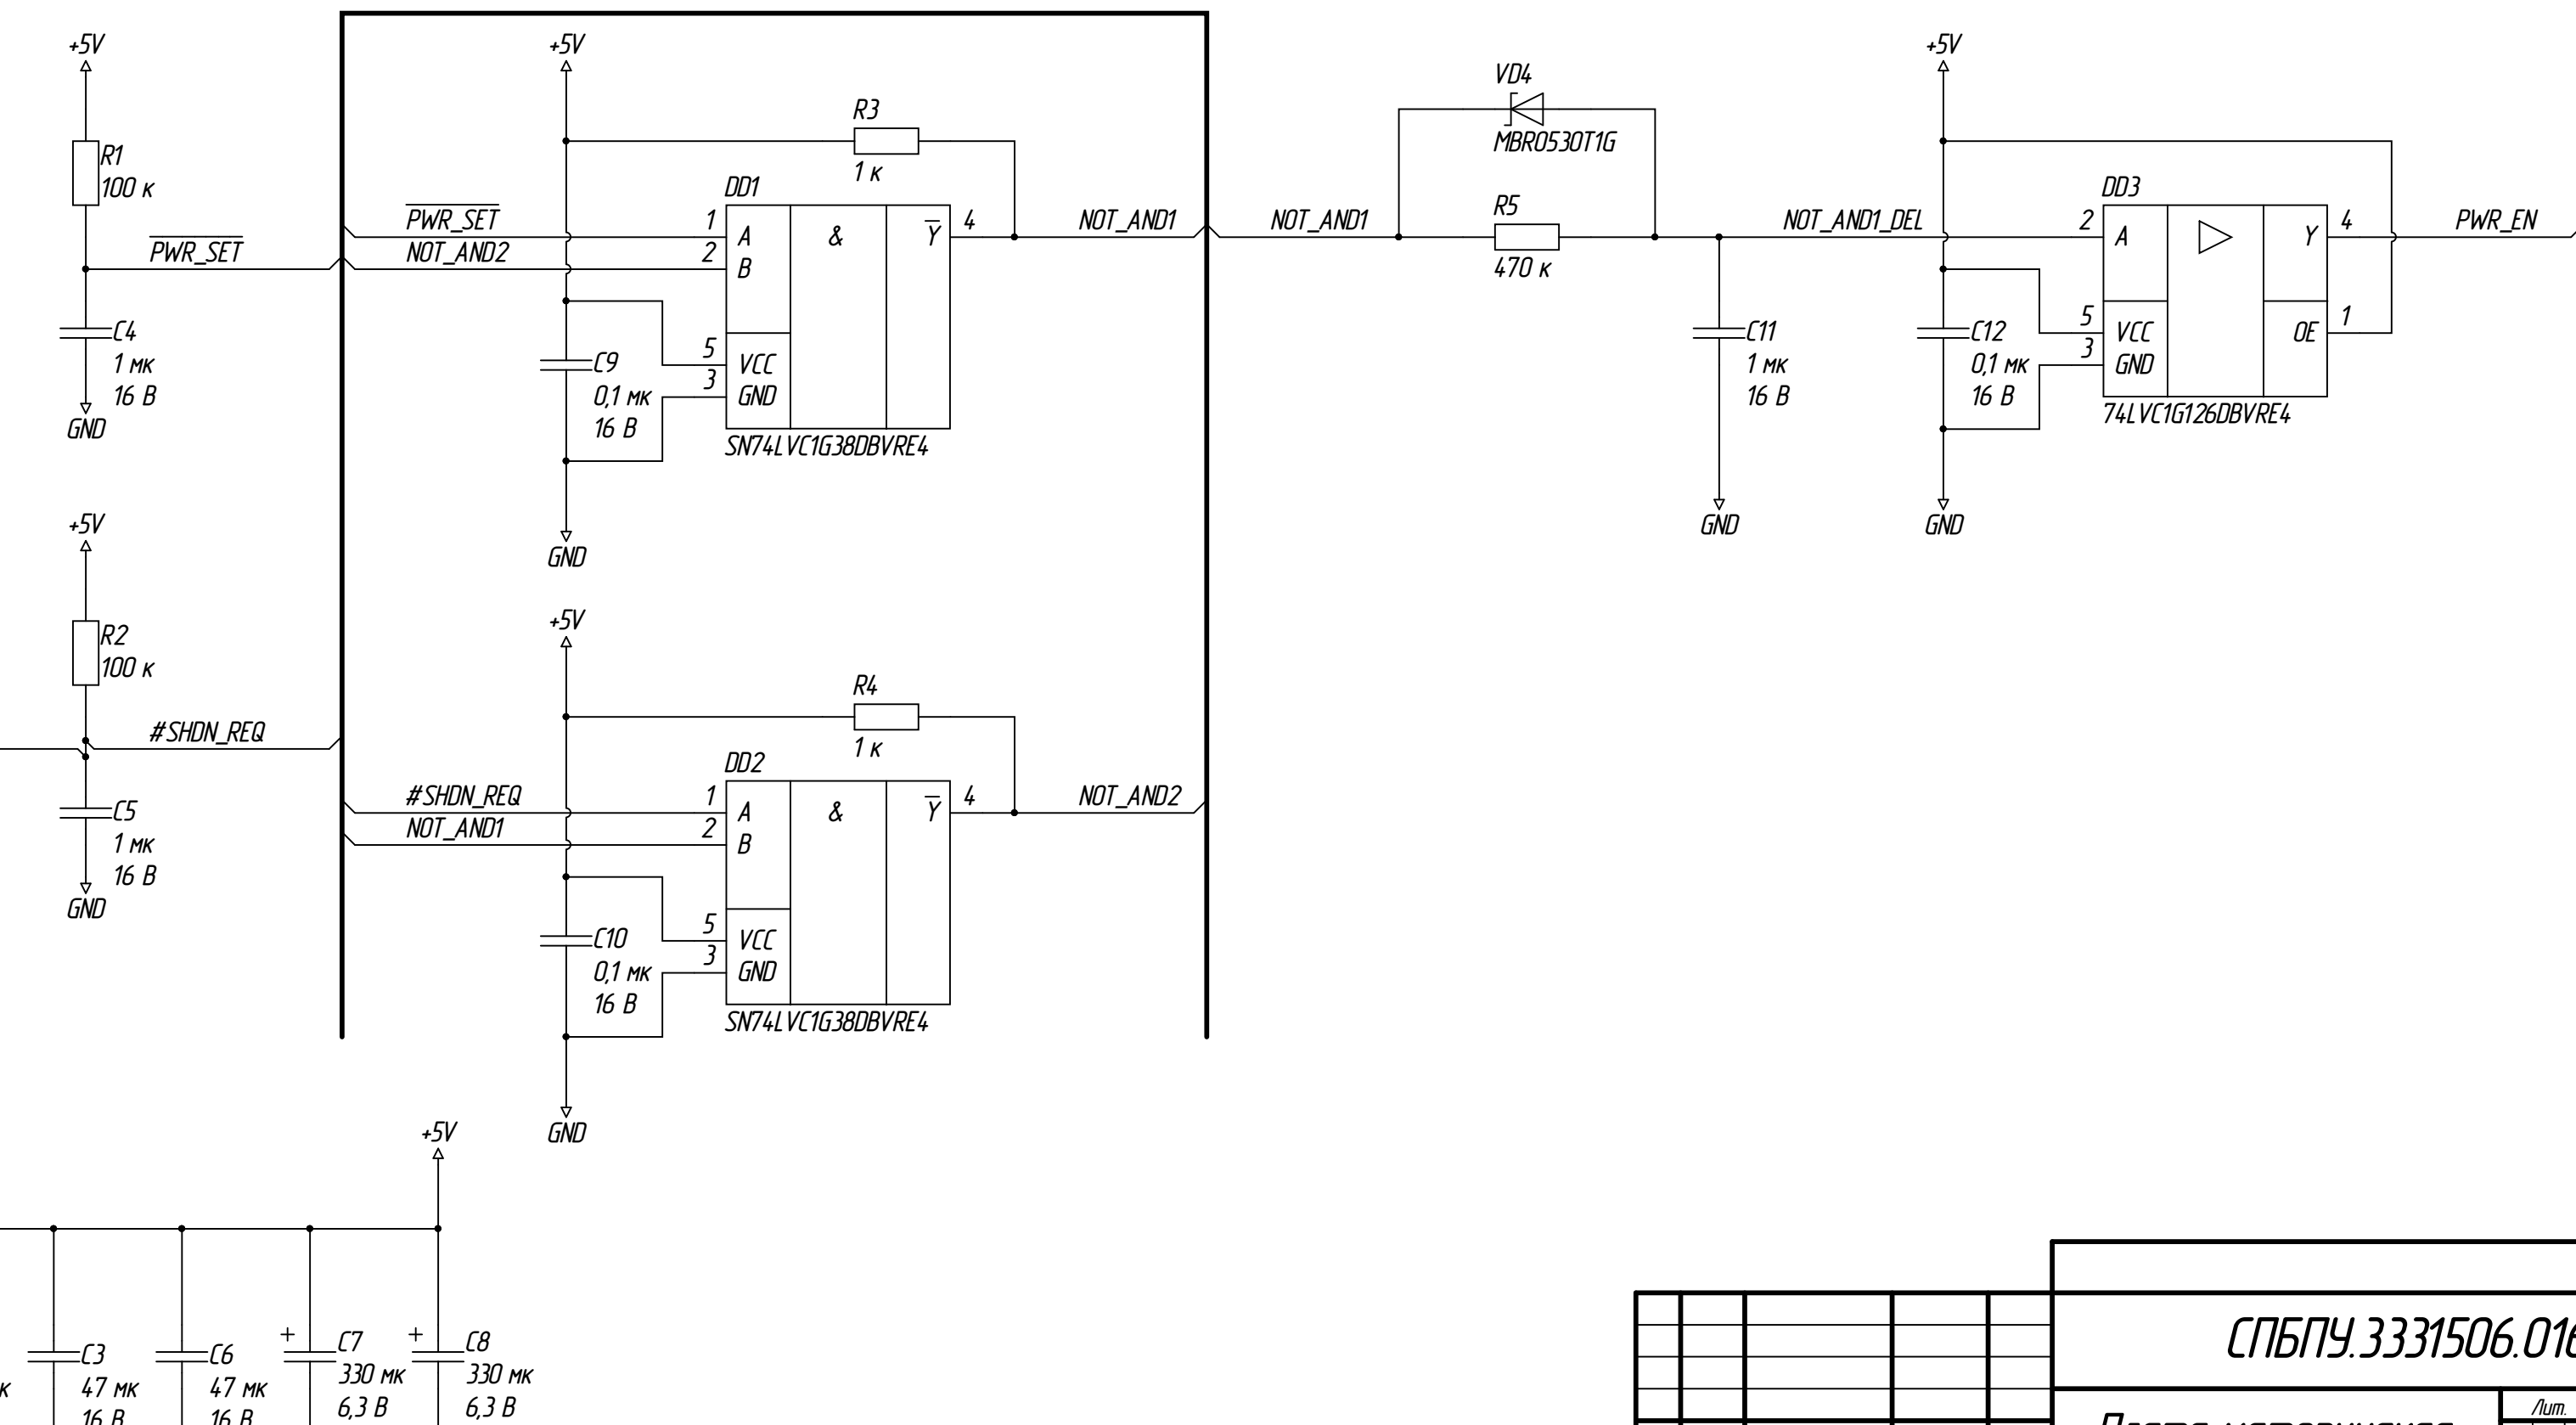 +5V
R1
100 к
PWR_SET
C4
1 мк
16 В
GND
+5V
R2
100 к
#SHDN_REQ
C5
1 мк
16 В
GND
+5V
R3
1 к
DD1
PWR_SET
NOT_AND2
1
2
A
B
&
Y
4
NOT_AND1
5
3
VCC
GND
C9
0,1 мк
16 В
SN74LVC1G38DBVRE4
GND
+5V
R4
1 к
DD2
#SHDN_REQ
NOT_AND1
1
2
A
B
&
Y
4
NOT_AND2
5
3
VCC
GND
C10
0,1 мк
16 В
SN74LVC1G38DBVRE4
GND
NOT_AND1
VD4
MBR0530T1G
R5
470 к
NOT_AND1_DEL
C11
1 мк
16 В
GND
+5V
DD3
2
A
Y
4
PWR_EN
5
3
VCC
GND
OE
1
C12
0,1 мк
16 В
74LVC1G126DBVRE4
GND
+5V
C3
47 мк
16 В
C6
47 мк
16 В
+
C7
330 мк
6,3 В
+
C8
330 мк
6,3 В
СПБПУ.3331506.016
Лит.